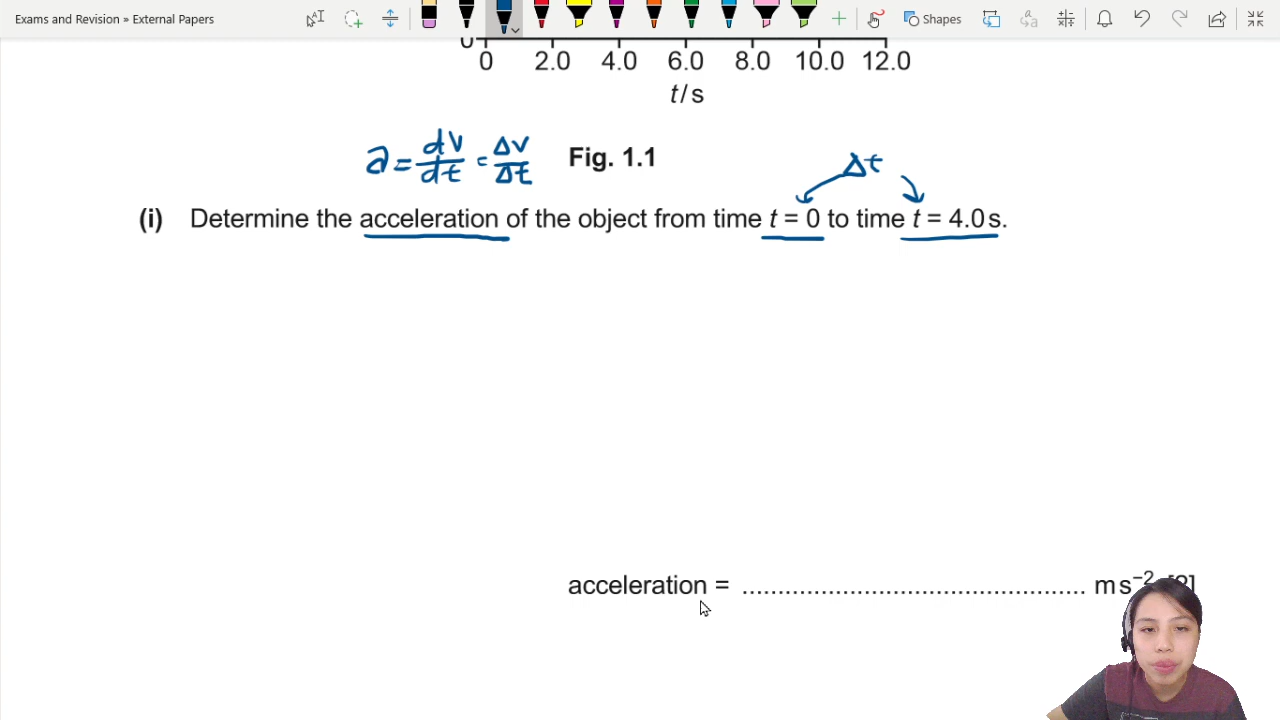 Exams and Revision » External Papers
Shapes
0
0 2.0 4.0 6.0 8.0 10.0 12.0
t/s
a = dv/dt = Δv/Δt
Fig. 1.1
Δt
(i) Determine the acceleration of the object from time t = 0 to time t = 4.0 s.
acceleration = ................................................ m s⁻²